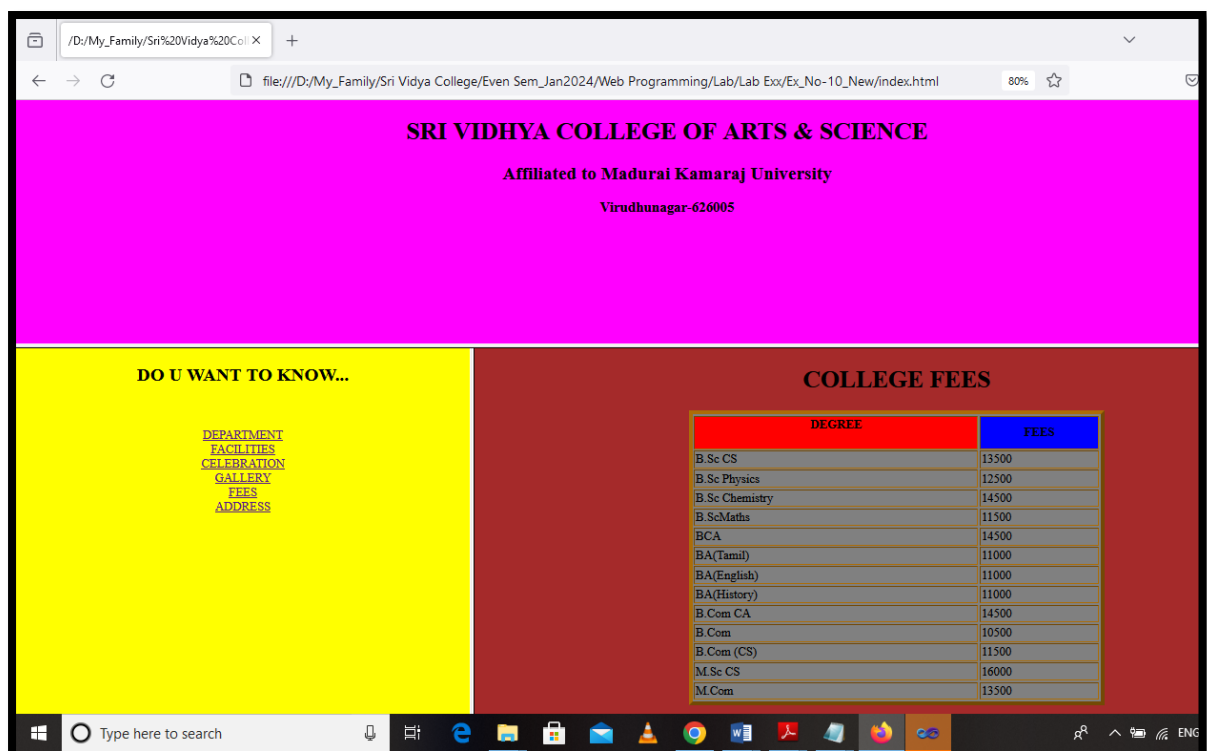 /D:/My_Family/Sri%20Vidya%20Coll
file:///D:/My_Family/Sri Vidya College/Even Sem_Jan2024/Web Programming/Lab/Lab Exx/Ex_No-10_New/index.html 80%
SRI VIDHYA COLLEGE OF ARTS & SCIENCE
Affiliated to Madurai Kamaraj University
Virudhunagar-626005
DO U WANT TO KNOW...
DEPARTMENT
FACILITIES
CELEBRATION
GALLERY
FEES
ADDRESS
COLLEGE FEES
DEGREE FEES
B.Sc CS 13500
B.Sc Physics 12500
B.Sc Chemistry 14500
B.ScMaths 11500
BCA 14500
BA(Tamil) 11000
BA(English) 11000
BA(History) 11000
B.Com CA 14500
B.Com 10500
B.Com (CS) 11500
M.Sc CS 16000
M.Com 13500
Type here to search ENG